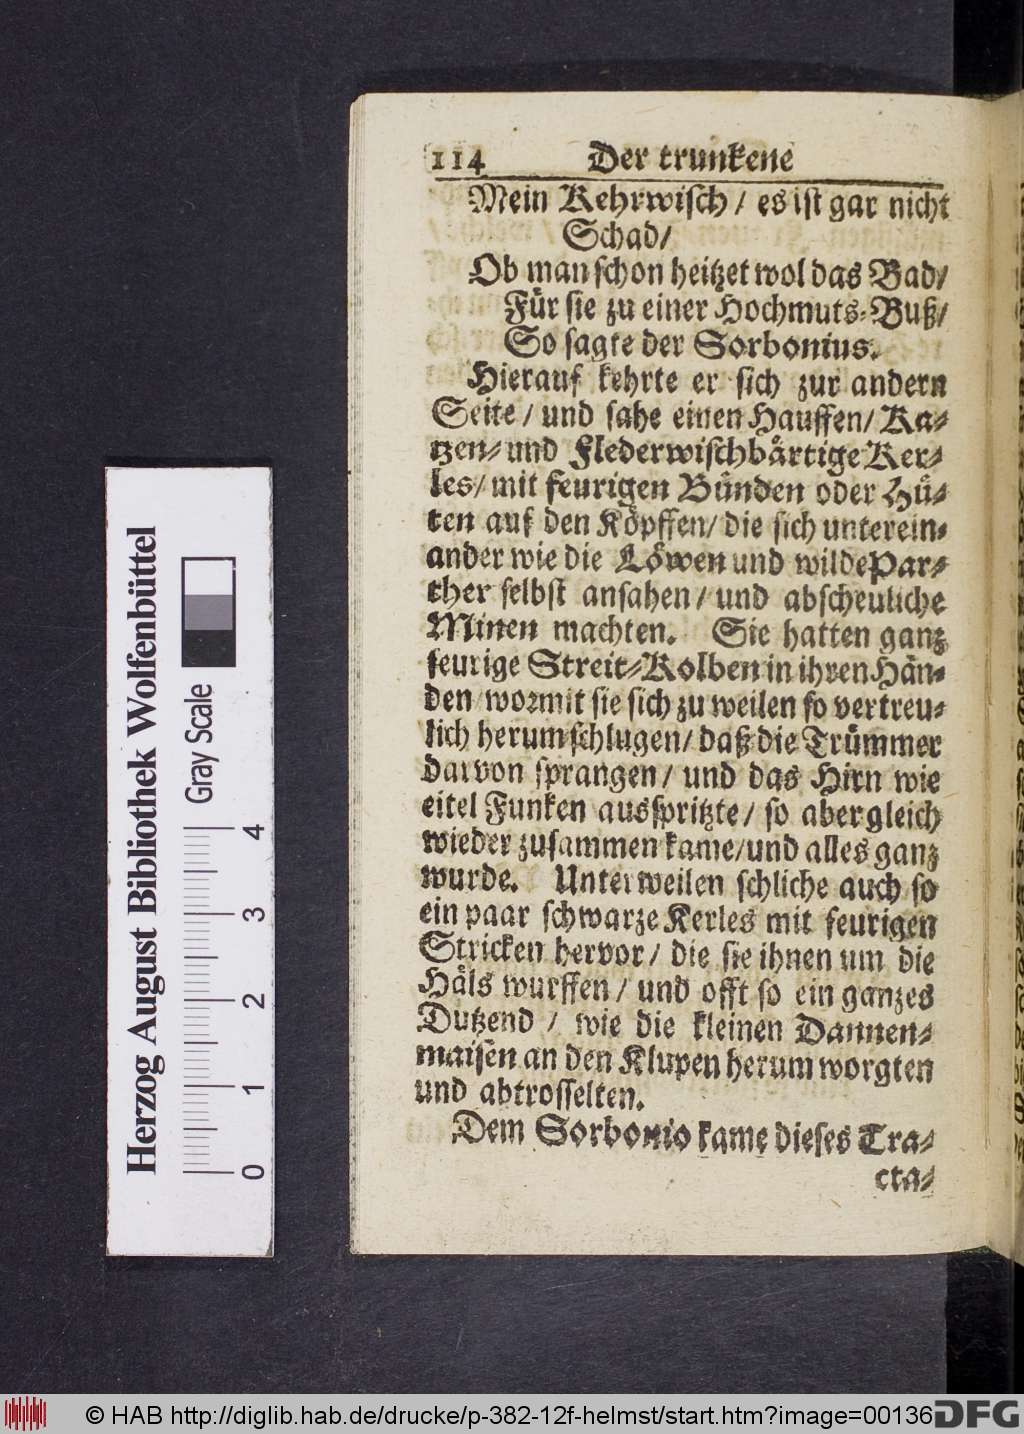 114 Der trunkene
Mein Kehrwisch / es ist gar nicht
Schad/
Ob man schon heitzet wol das Bad/
Für sie zu einer Hochmuts-Buß/
So sagte der Sorbonius.
Hierauf kehrte er sich zur andern
Seite / und sahe einen Hauffen / Ka-
tzen- und Flederwischbårtige Ker-
les / mit feurigen Bůnden oder Hů-
ten auf den Köpffen / die sich unterein-
ander wie die Löwen und wilde Par-
ther selbst ansahen / und abscheuliche
Minen machten. Sie hatten ganz
feurige Streit-Kolben in ihren Hån-
den / wormit sie sich zu weilen so vertreu-
lich herum schlugen / daß die Trůmmer
darvon sprangen / und das Hirn wie
eitel Funken ausspritzte / so aber gleich
wieder zusammen kame / und alles ganz
wurde. Unterweilen schliche auch so
ein paar schwarze Kerles mit feurigen
Stricken hervor / die sie ihnen um die
Håls wurffen / und offt so ein ganzes
Dutzend / wie die kleinen Dannen-
maisen an den Klupen herum worgten
und abtrosselten.
Dem Sorbonio kame dieses Tra-
cta-
Herzog August Bibliothek Wolfenbüttel
Gray Scale
0 1 2 3 4
© HAB http://diglib.hab.de/drucke/p-382-12f-helmst/start.htm?image=00136
DFG